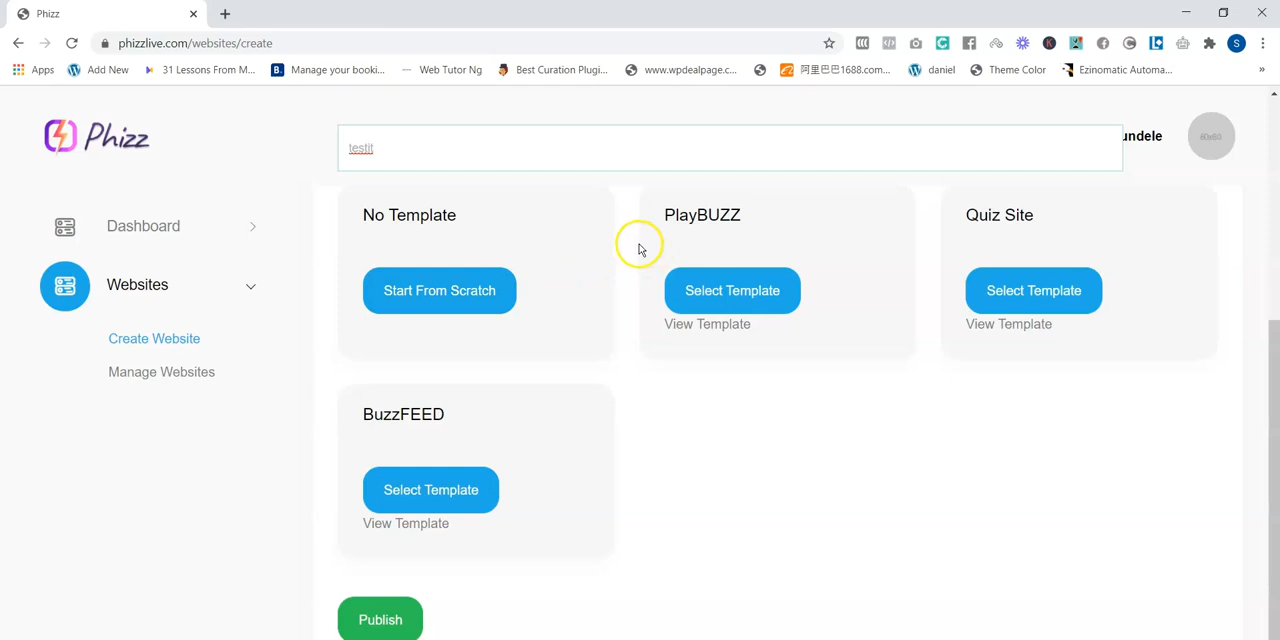 Phizz
phizzlive.com/websites/create
S
Apps
Add New
31 Lessons From M...
Manage your booki...
Web Tutor Ng
Best Curation Plugi...
www.wpdealpage.c...
阿里巴巴1688.com...
daniel
Theme Color
Ezinomatic Automa...
»
Phizz
testit
undele
60x60
Dashboard
Websites
Create Website
Manage Websites
No Template
Start From Scratch
PlayBUZZ
Select Template
View Template
Quiz Site
Select Template
View Template
BuzzFEED
Select Template
View Template
Publish